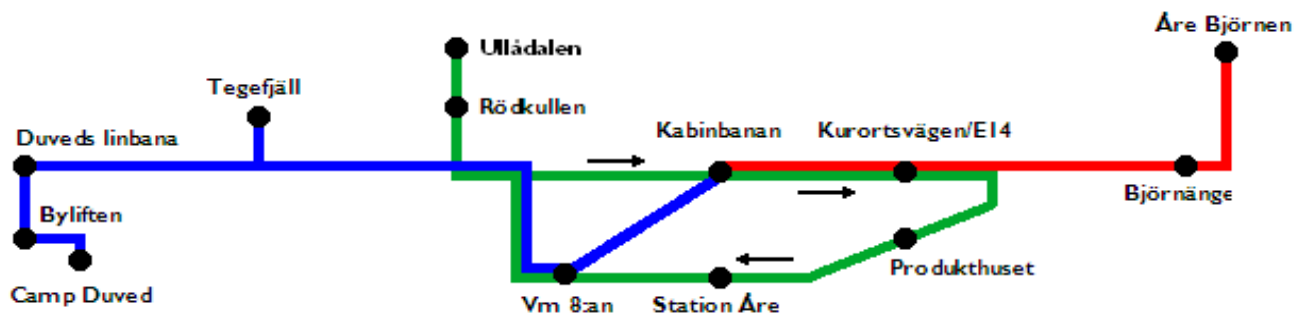 Åre Björnen
Ullådalen
Tegefjäll
Rödkullen
Kabinbanan
Kurortsvägen/E14
Duveds linbana
Björnänge
Byliften
Produkthuset
Camp Duved
Vm 8:an
Station Åre